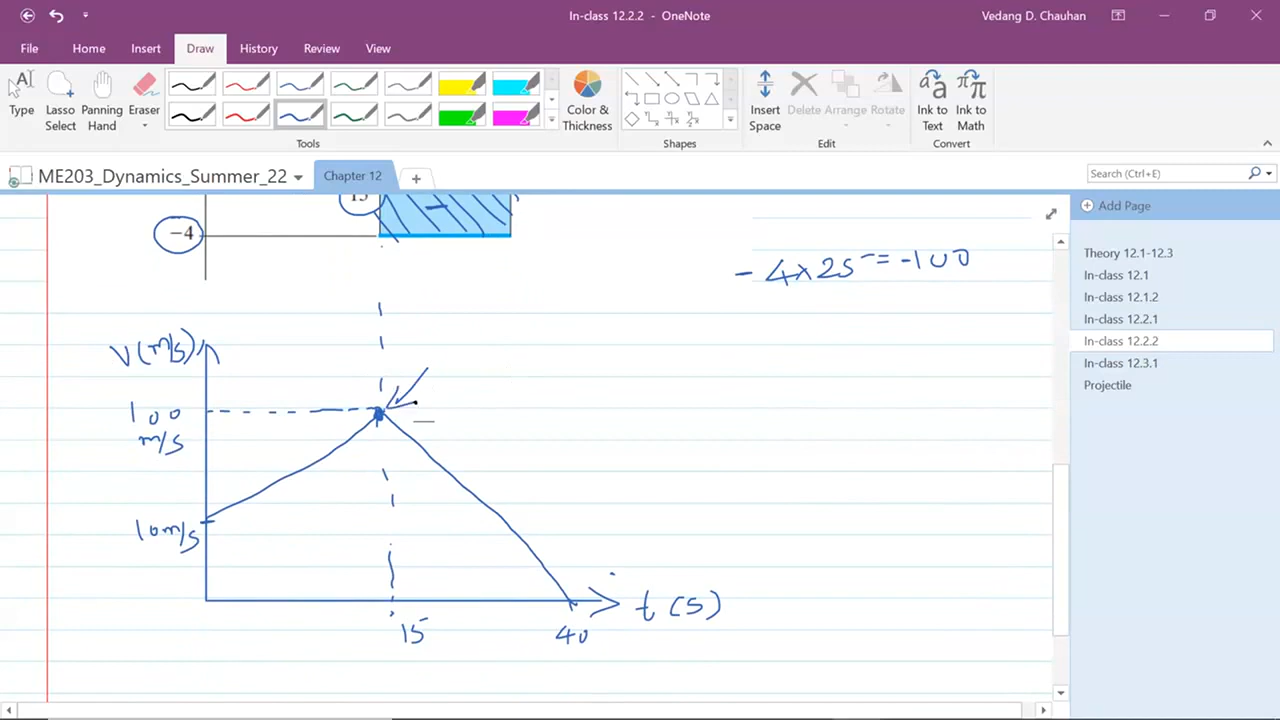 In-class 12.2.2 - OneNote
Vedang D. Chauhan
File Home Insert Draw History Review View
Type
Lasso Select
Panning Hand
Eraser
Color & Thickness
Insert Space
Delete
Arrange
Rotate
Ink to Text
Ink to Math
Tools
Shapes
Edit
Convert
ME203_Dynamics_Summer_22
Chapter 12
Search (Ctrl+E)
Add Page
Theory 12.1-12.3
In-class 12.1
In-class 12.1.2
In-class 12.2.1
In-class 12.2.2
In-class 12.3.1
Projectile
15
-4
-4×25 = -100
V(m/s)
100
m/s
10m/s
t (s)
15
40